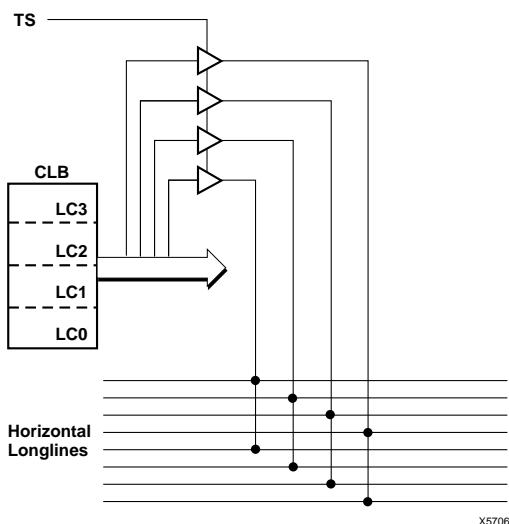 TS
CLB
LC3
LC2
LC1
LC0
Horizontal
Longlines
X5706